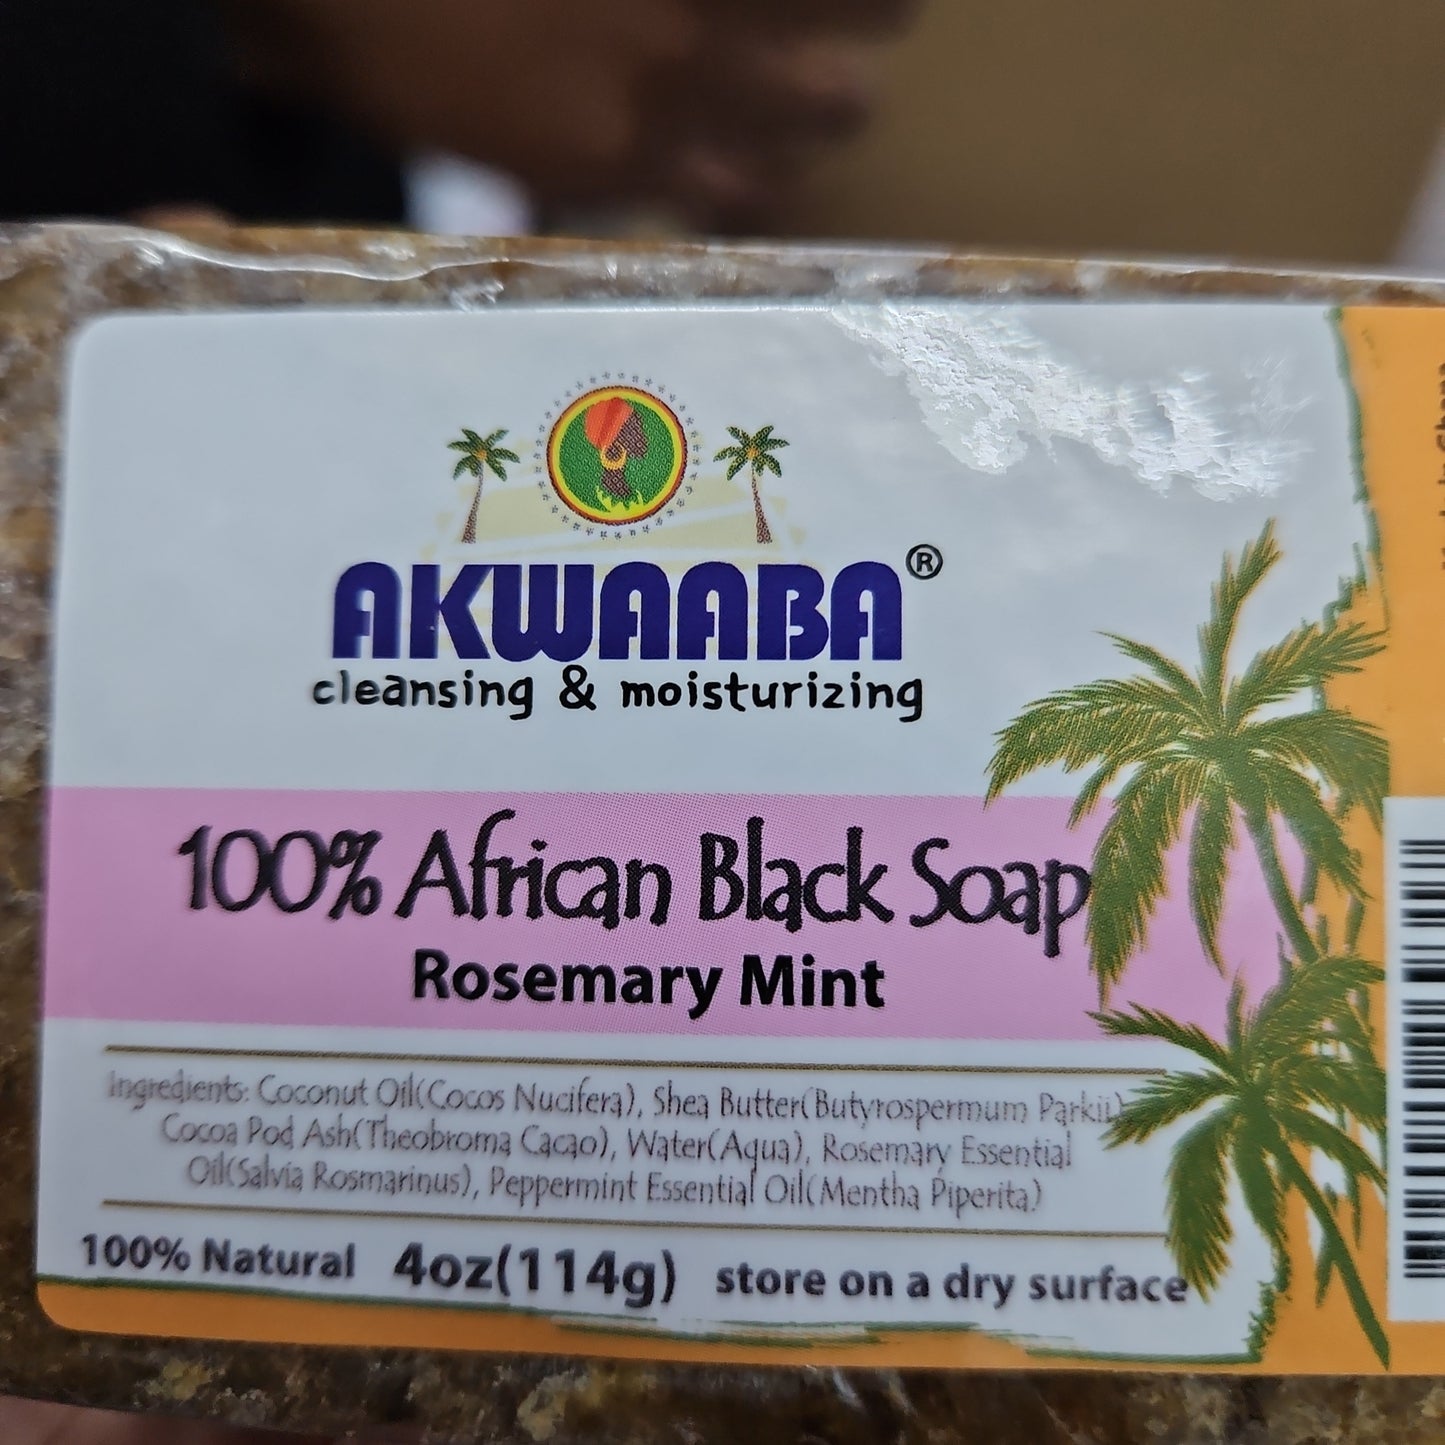 AKWAABA®
cleansing & moisturizing
100% African Black Soap
Rosemary Mint
Ingredients: Coconut Oil(Cocos Nucifera), Shea Butter(Butyrospermum Parkii)
Cocoa Pod Ash(Theobroma Cacao), Water(Aqua), Rosemary Essential
Oil(Salvia Rosmarinus), Peppermint Essential Oil(Mentha Piperita)
100% Natural 4oz(114g) store on a dry surface